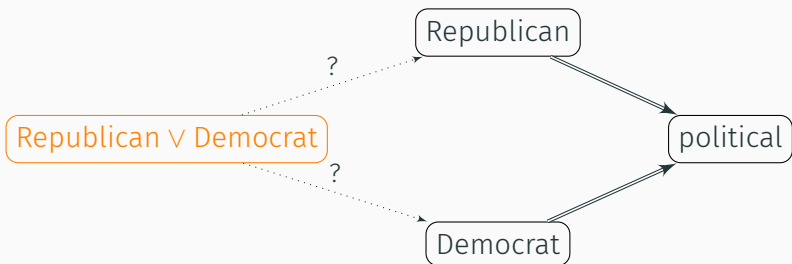 Republican
?
Republican ∨ Democrat
political
?
Democrat